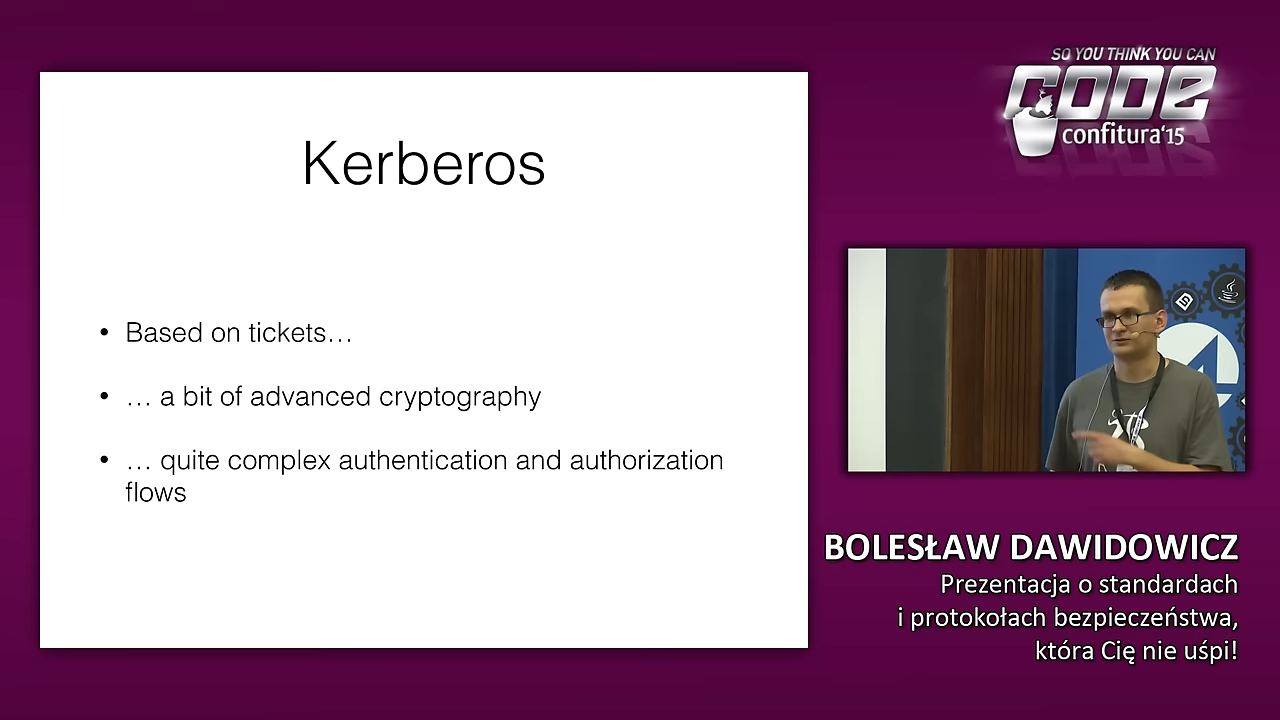 SO YOU THINK YOU CAN
CODE
confitura'15
Kerberos
• Based on tickets…
• … a bit of advanced cryptography
• … quite complex authentication and authorization
flows
BOLESŁAW DAWIDOWICZ
Prezentacja o standardach
i protokołach bezpieczeństwa,
która Cię nie uśpi!